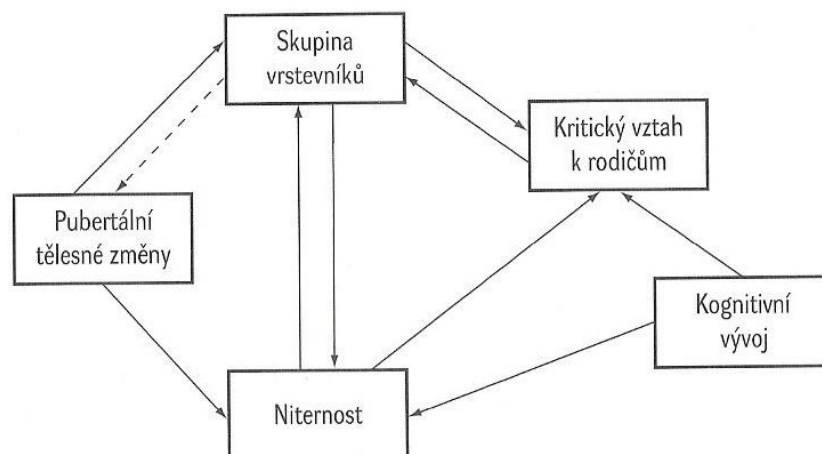 Skupina
vrstevníků
Kritický vztah
k rodičům
Pubertální
tělesné změny
Kognitivní
vývoj
Niternost